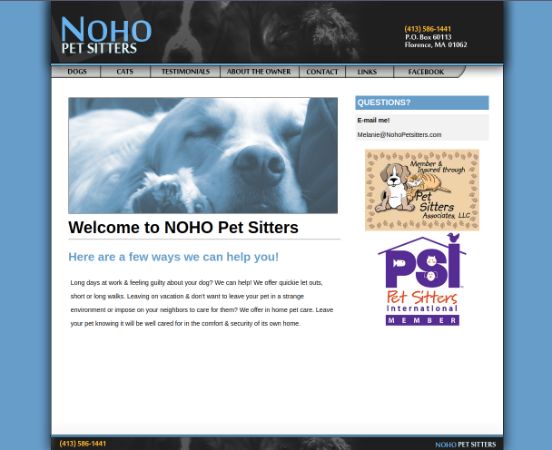 NOHO
PET SITTERS
(413) 586-1441
P.O. Box 60113
Florence, MA 01062
DOGS CATS TESTIMONIALS ABOUT THE OWNER CONTACT LINKS FACEBOOK
QUESTIONS?
E-mail me!
Melanie@NohoPetsitters.com
Member &
Insured through
Pet
Sitters
Associates, LLC
PSI
Pet Sitters
International
MEMBER
Welcome to NOHO Pet Sitters
Here are a few ways we can help you!
Long days at work & feeling guilty about your dog? We can help! We offer quickie let outs,
short or long walks. Leaving on vacation & don't want to leave your pet in a strange
environment or impose on your neighbors to care for them? We offer in home pet care. Leave
your pet knowing it will be well cared for in the comfort & security of its own home.
(413) 586-1441
NOHO PET SITTERS